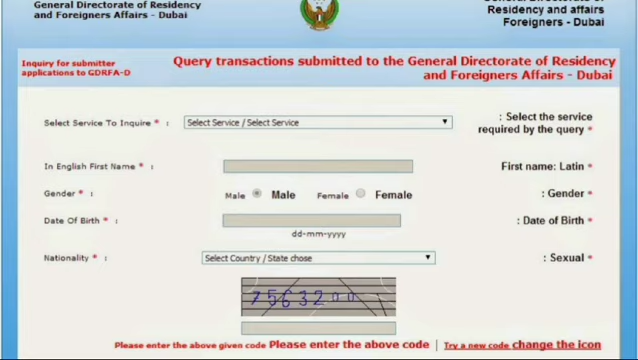 General Directorate of Residency
and Foreigners Affairs - Dubai
Residency and affairs
Foreigners - Dubai
Inquiry for submitter
applications to GDRFA-D
Query transactions submitted to the General Directorate of Residency
and Foreigners Affairs - Dubai
Select Service To Inquire * :
Select Service / Select Service
: Select the service
required by the query *
In English First Name * :
First name: Latin *
Gender * :
Male Male Female Female
: Gender *
Date Of Birth * :
dd-mm-yyyy
: Date of Birth *
Nationality * :
Select Country / State chose
: Sexual *
Please enter the above given code Please enter the above code | Try a new code change the icon